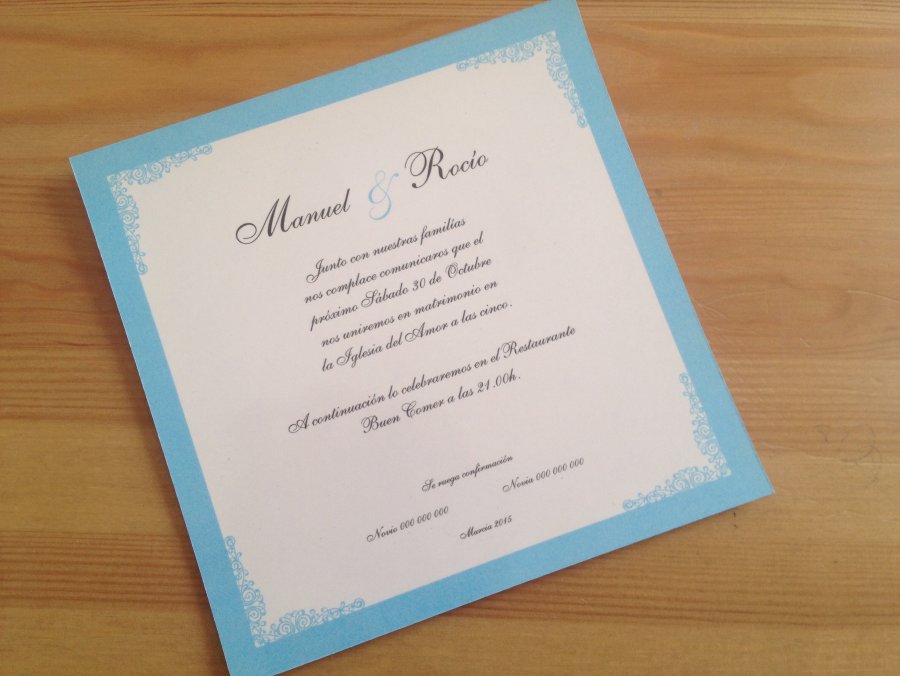 Manuel & Rocío
Junto con nuestras familias
nos complace comunicaros que el
próximo Sábado 30 de Octubre
nos uniremos en matrimonio en
la Iglesia del Amor a las cinco.
A continuación lo celebraremos en el Restaurante
Buen Comer a las 21.00h.
Se ruega confirmación
Novio 000 000 000 Novia 000 000 000
Murcia 2015